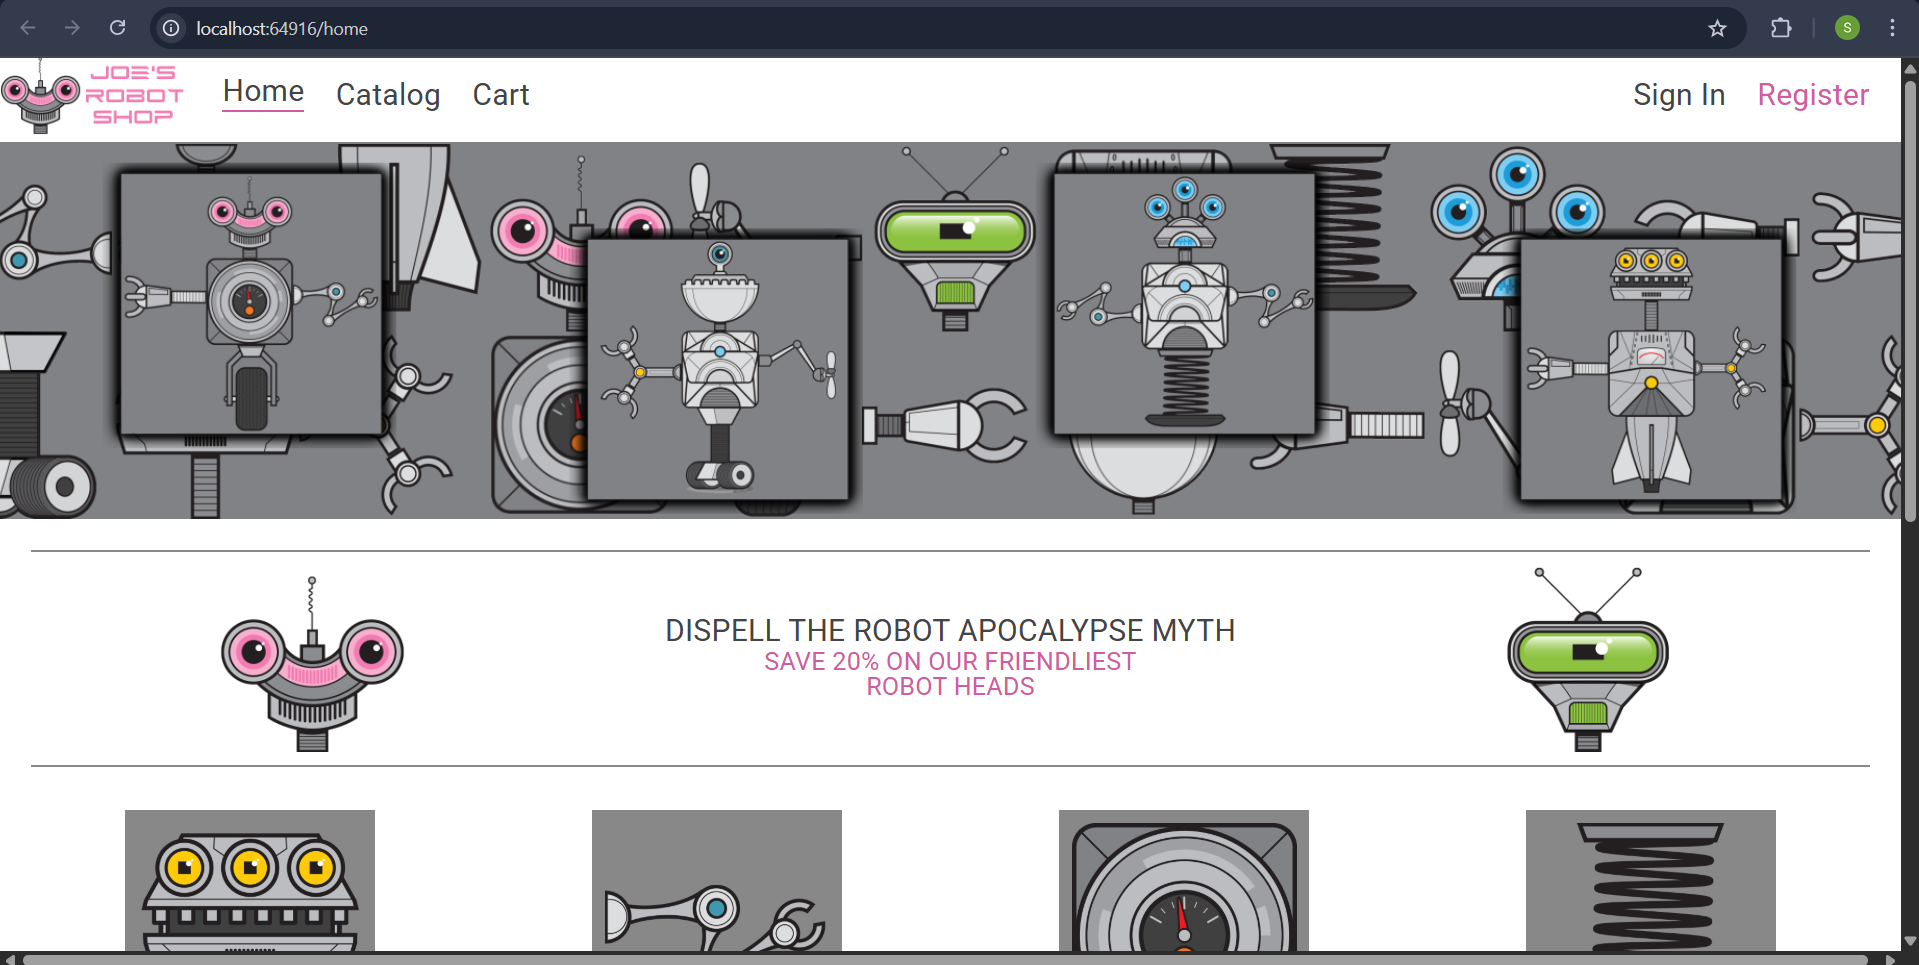 localhost:64916/home
S
JOE'S
ROBOT
SHOP
Home
Catalog
Cart
Sign In
Register
DISPELL THE ROBOT APOCALYPSE MYTH
SAVE 20% ON OUR FRIENDLIEST
ROBOT HEADS